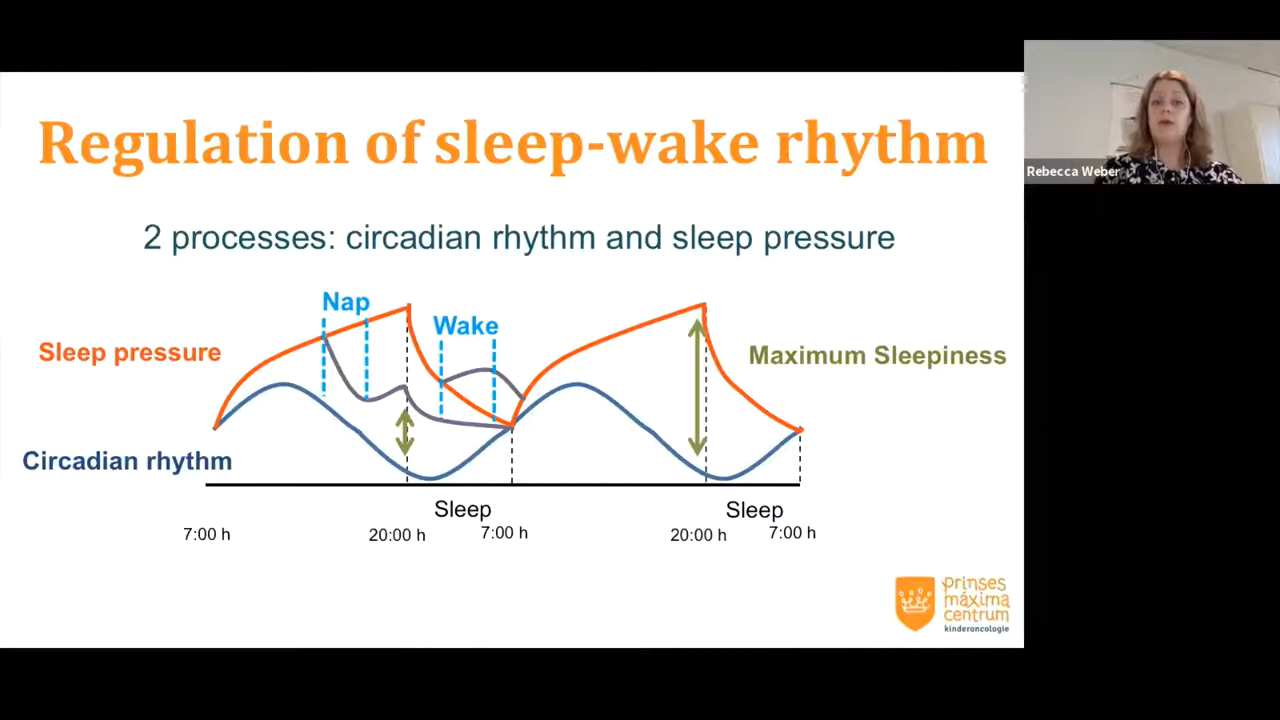 Regulation of sleep-wake rhythm
Rebecca Weber
2 processes: circadian rhythm and sleep pressure
Nap
Wake
Sleep pressure
Maximum Sleepiness
Circadian rhythm
Sleep
Sleep
7:00 h
20:00 h
7:00 h
20:00 h
7:00 h
prinses
máxima
centrum
kinderoncologie